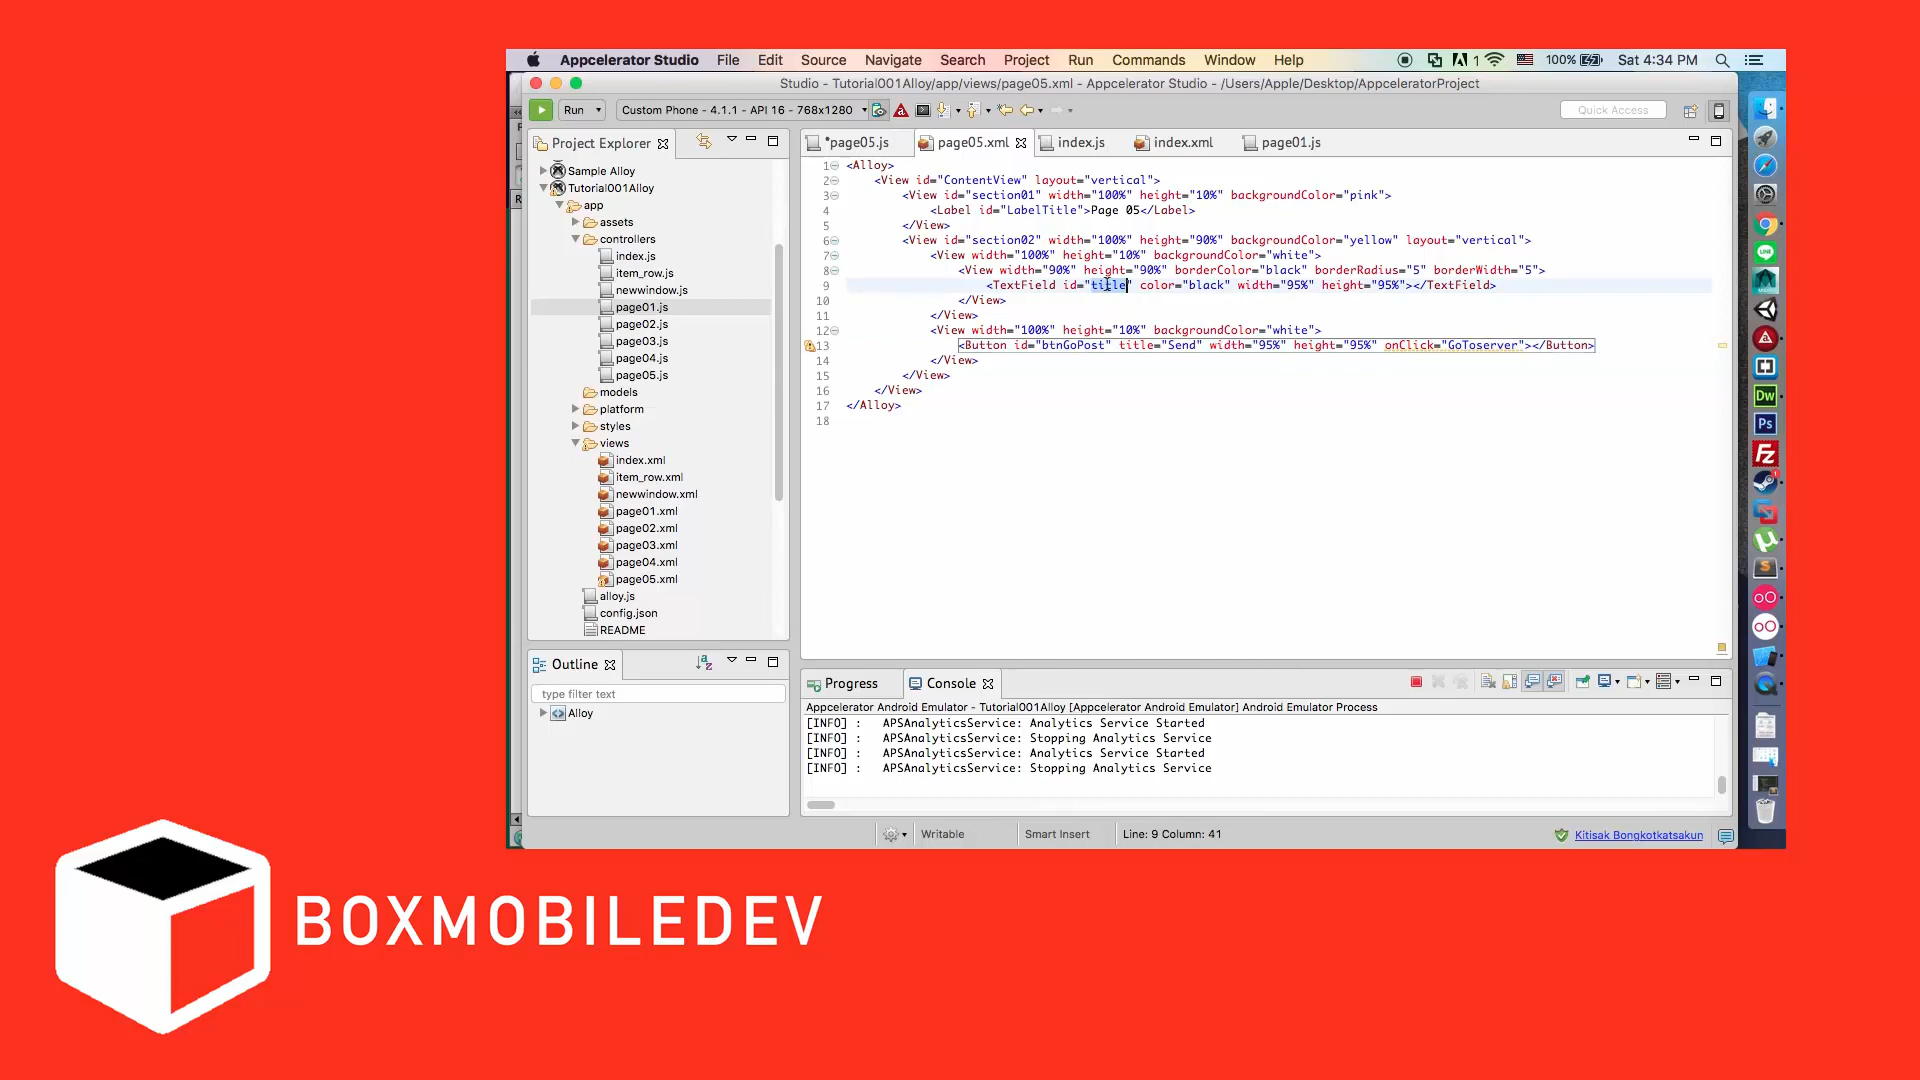 Appcelerator Studio File Edit Source Navigate Search Project Run Commands Window Help 1 100% Sat 4:34 PM
Studio - Tutorial001Alloy/app/views/page05.xml - Appcelerator Studio - /Users/Apple/Desktop/AppceleratorProject
Run Custom Phone - 4.1.1 - API 16 - 768x1280 Quick Access
Project Explorer
Sample Alloy
Tutorial001Alloy
app
assets
controllers
index.js
item_row.js
newwindow.js
page01.js
page02.js
page03.js
page04.js
page05.js
models
platform
styles
views
index.xml
item_row.xml
newwindow.xml
page01.xml
page02.xml
page03.xml
page04.xml
page05.xml
alloy.js
config.json
README
Outline
type filter text
Alloy
*page05.js page05.xml index.js index.xml page01.js
1 <Alloy>
2 <View id="ContentView" layout="vertical">
3 <View id="section01" width="100%" height="10%" backgroundColor="pink">
4 <Label id="LabelTitle">Page 05</Label>
5 </View>
6 <View id="section02" width="100%" height="90%" backgroundColor="yellow" layout="vertical">
7 <View width="100%" height="10%" backgroundColor="white">
8 <View width="90%" height="90%" borderColor="black" borderRadius="5" borderWidth="5">
9 <TextField id="title" color="black" width="95%" height="95%"></TextField>
10 </View>
11 </View>
12 <View width="100%" height="10%" backgroundColor="white">
13 <Button id="btnGoPost" title="Send" width="95%" height="95%" onClick="GoToserver"></Button>
14 </View>
15 </View>
16 </View>
17 </Alloy>
18
Progress Console
Appcelerator Android Emulator - Tutorial001Alloy [Appcelerator Android Emulator] Android Emulator Process
[INFO] : APSAnalyticsService: Analytics Service Started
[INFO] : APSAnalyticsService: Stopping Analytics Service
[INFO] : APSAnalyticsService: Analytics Service Started
[INFO] : APSAnalyticsService: Stopping Analytics Service
Writable Smart Insert Line: 9 Column: 41 Kitisak Bongkotkatsakun
Dw
Ps
Fz
S
BOXMOBILEDEV